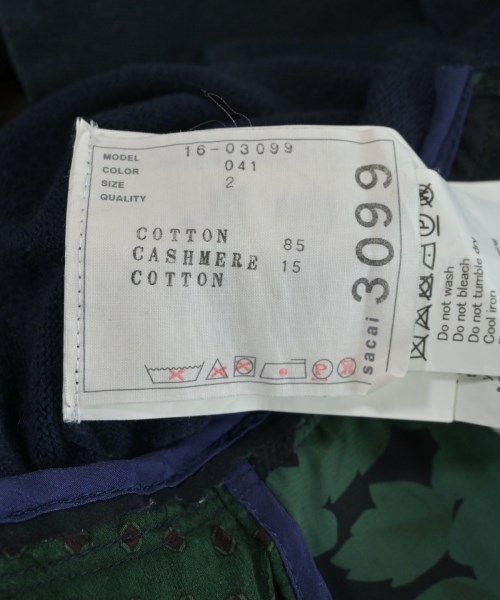 MODEL 16-03099
COLOR 041
SIZE 2
QUALITY
COTTON 85
CASHMERE 15
COTTON
sacai 3099
P
Do not wash
Do not bleach
Do not tumble dry
Cool iron